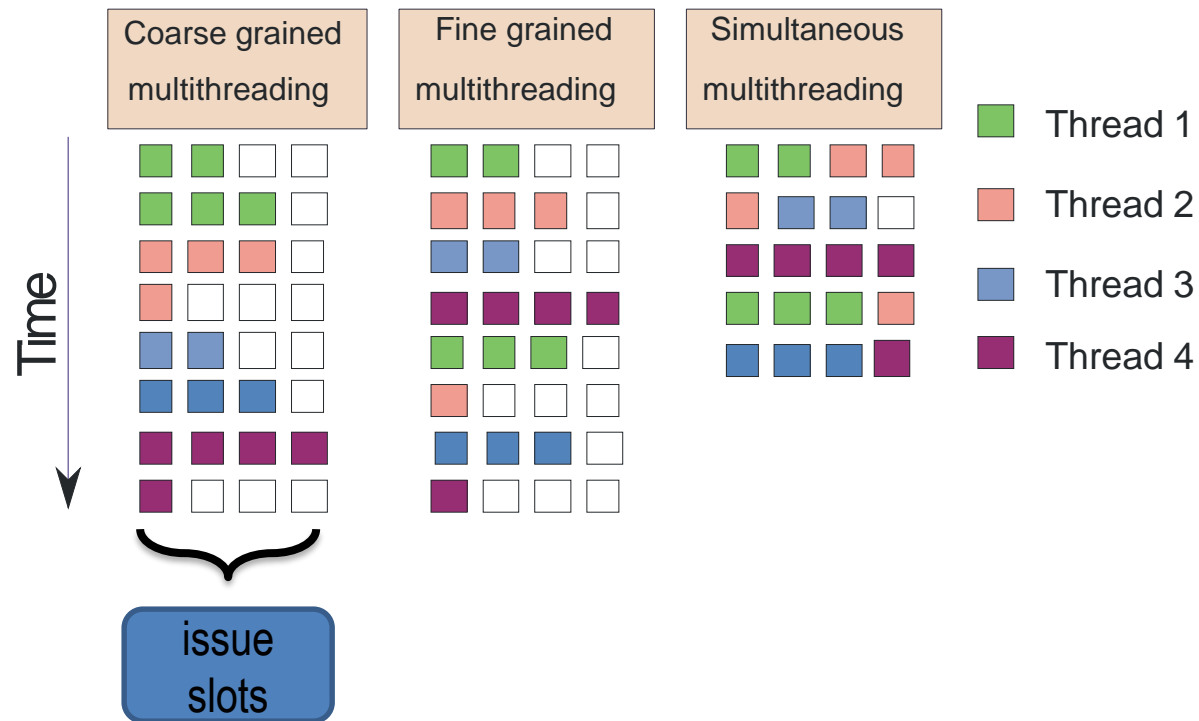 Coarse grained
multithreading
Fine grained
multithreading
Simultaneous
multithreading
Thread 1
Thread 2
Thread 3
Thread 4
Time
issue
slots